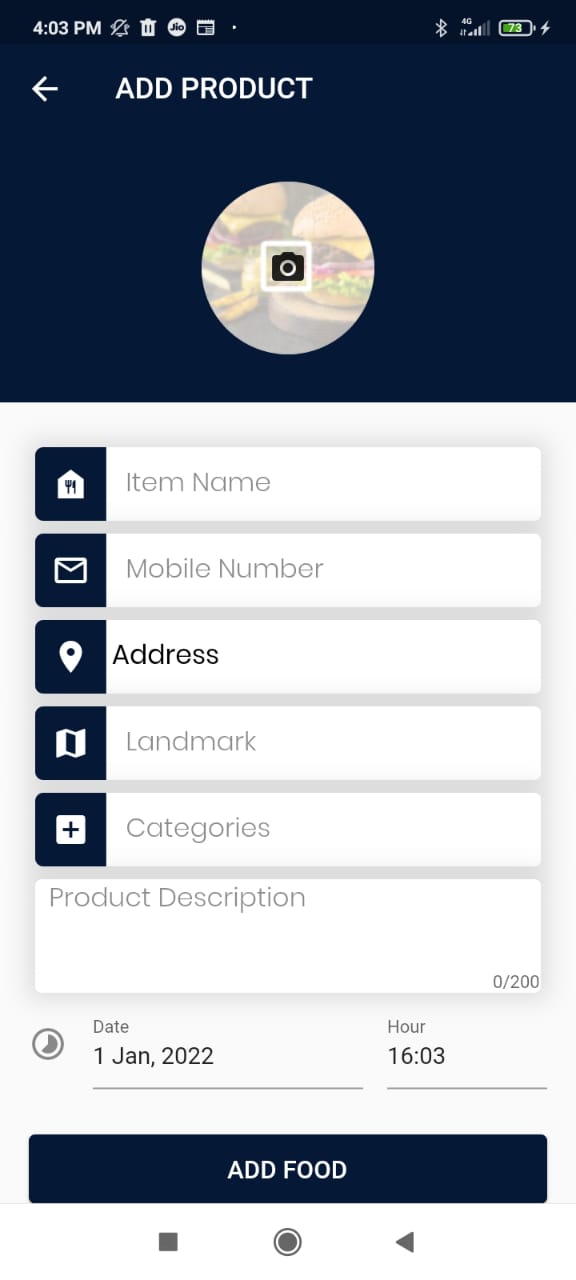 4:03 PM Jio 4G 73
ADD PRODUCT
Item Name
Mobile Number
Address
Landmark
Categories
Product Description
0/200
Date Hour
1 Jan, 2022 16:03
ADD FOOD